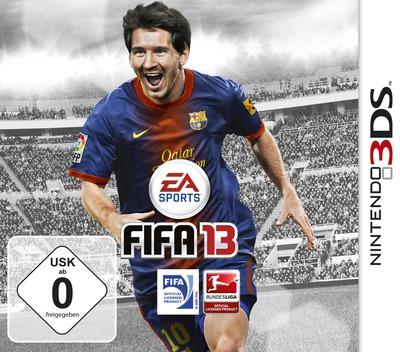 NINTENDO 3DS
LFP
Qatar
EA
SPORTS
FIFA 13
USK
ab
0
freigegeben
FIFA
OFFICIAL
LICENSED
PRODUCT
BUNDESLIGA
OFFICIAL
LICENSED PRODUCT
10